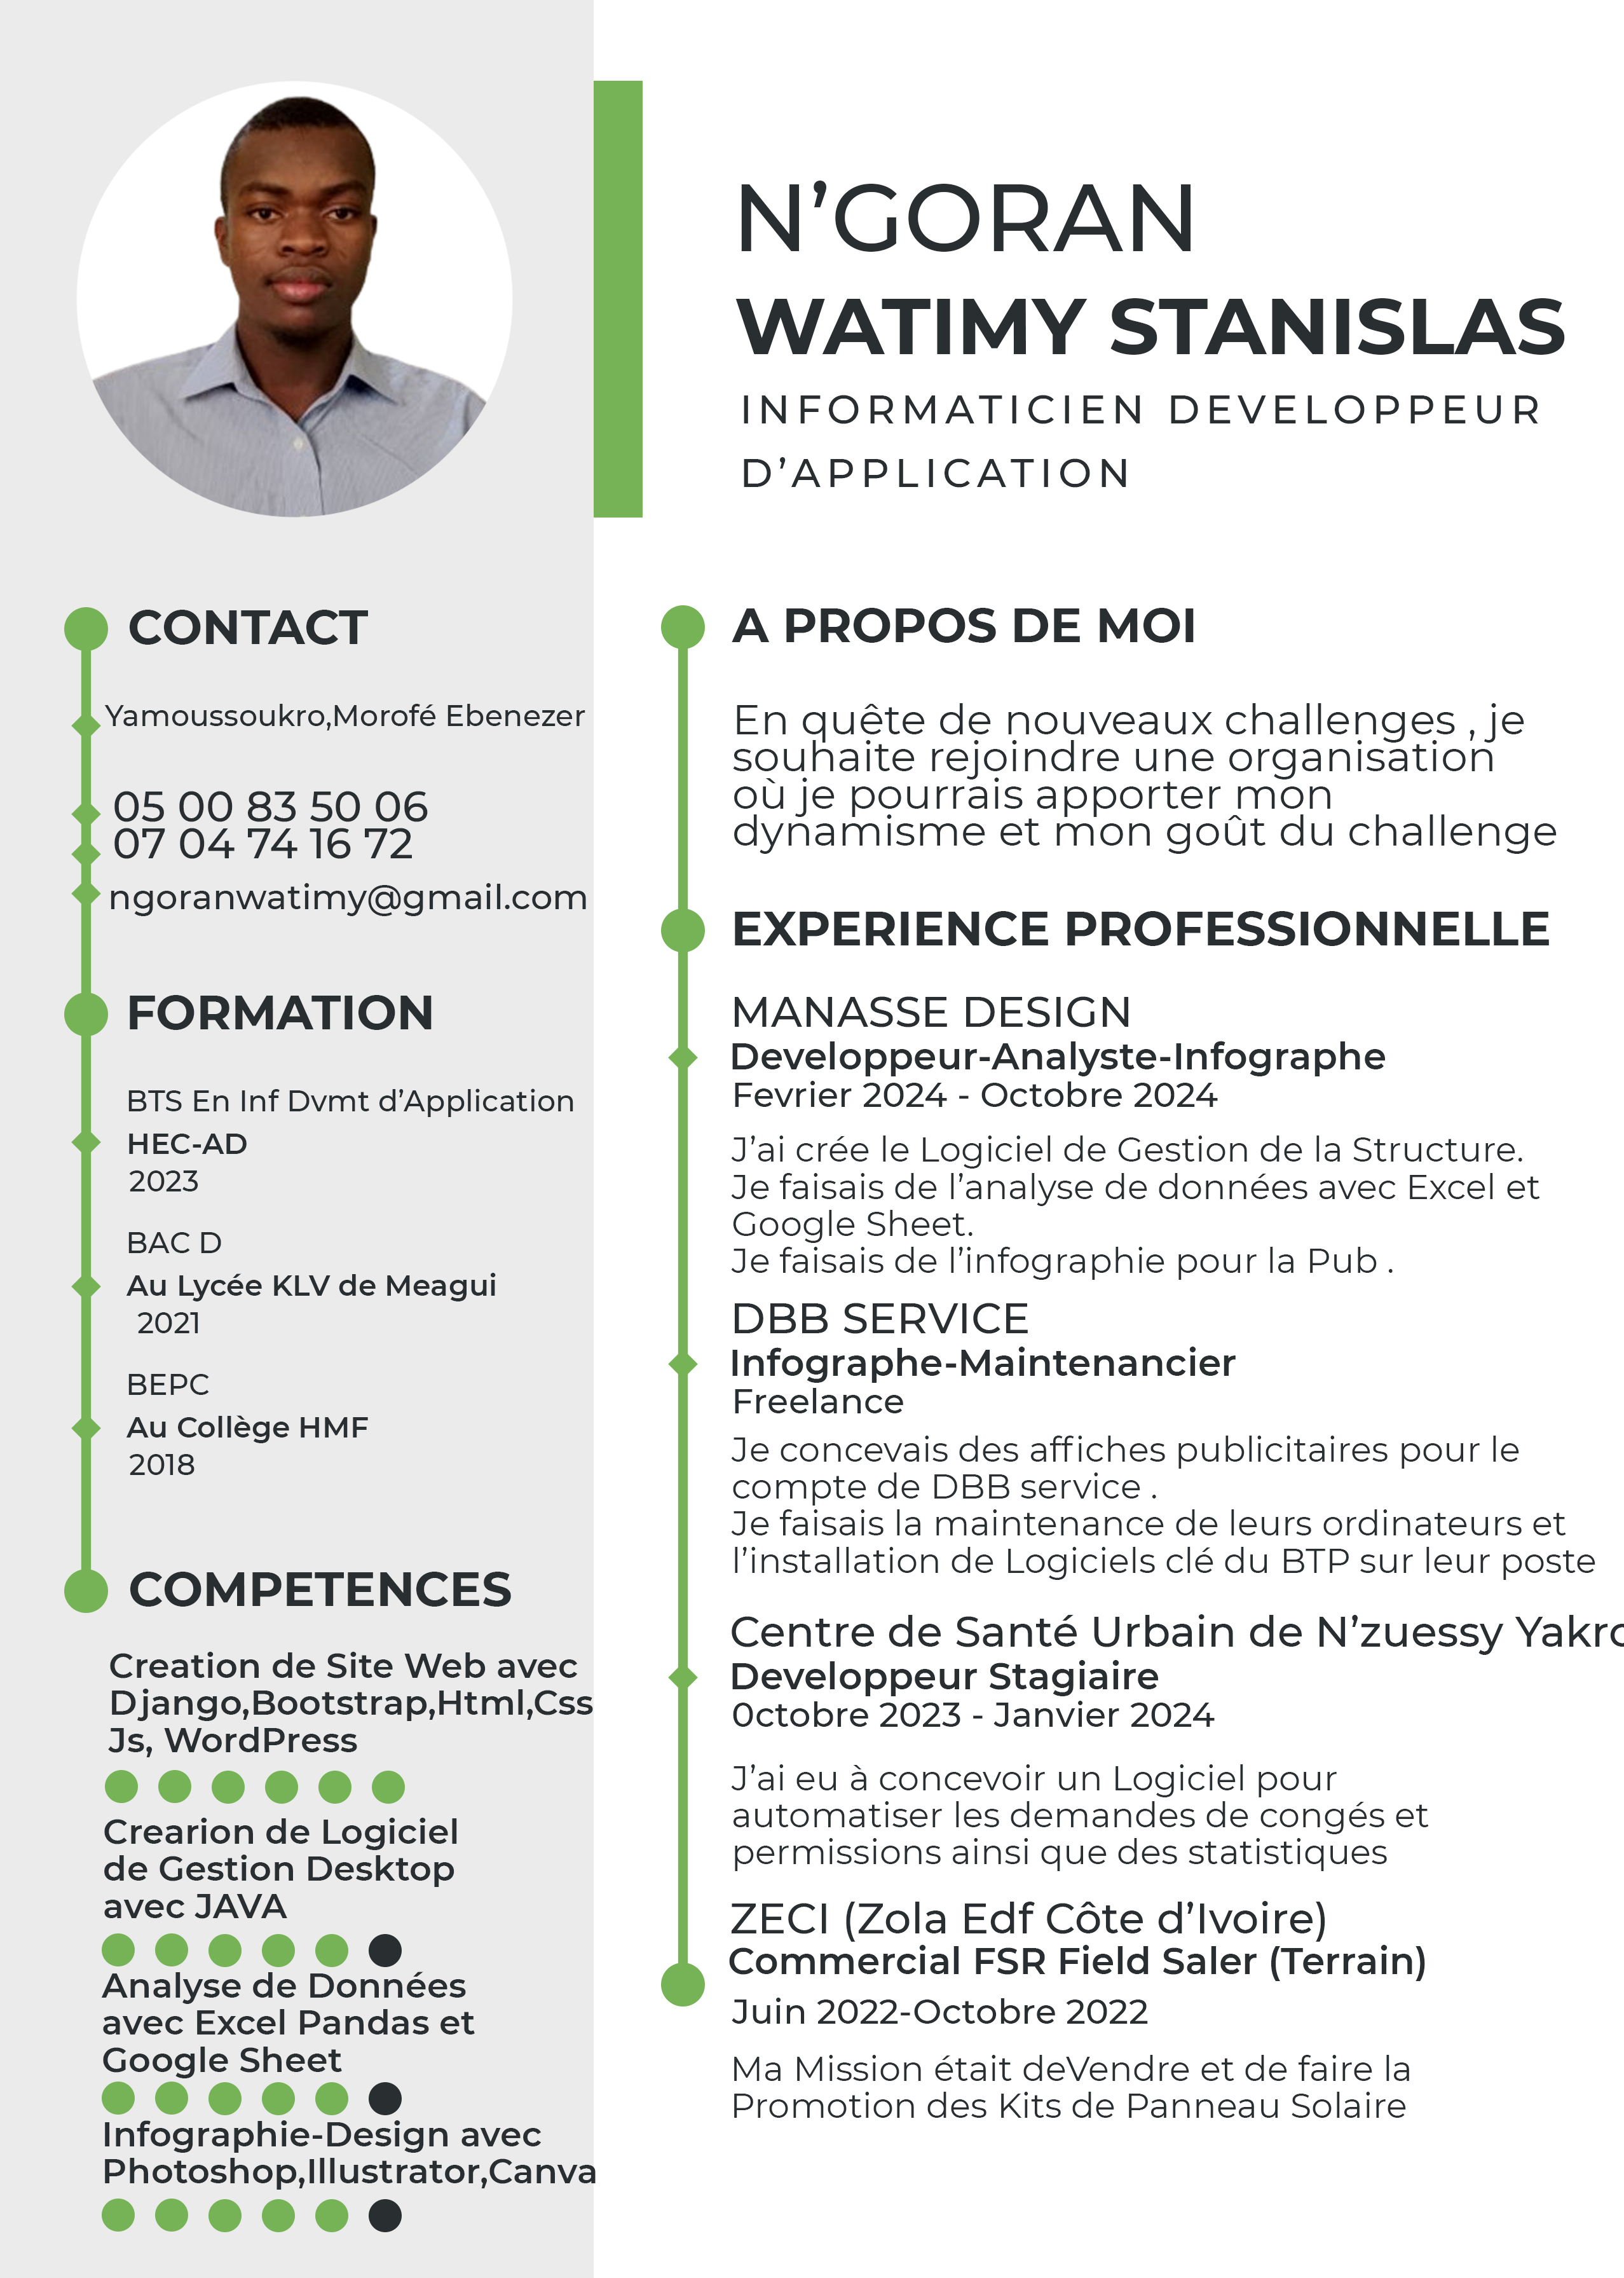 N’GORAN
WATIMY STANISLAS
INFORMATICIEN DEVELOPPEUR
D’APPLICATION
CONTACT
Yamoussoukro,Morofé Ebenezer
05 00 83 50 06
07 04 74 16 72
ngoranwatimy@gmail.com
FORMATION
BTS En Inf Dvmt d’Application
HEC-AD
2023
BAC D
Au Lycée KLV de Meagui
2021
BEPC
Au Collège HMF
2018
COMPETENCES
Creation de Site Web avec
Django,Bootstrap,Html,Css
Js, WordPress
Crearion de Logiciel
de Gestion Desktop
avec JAVA
Analyse de Données
avec Excel Pandas et
Google Sheet
Infographie-Design avec
Photoshop,Illustrator,Canva
A PROPOS DE MOI
En quête de nouveaux challenges , je
souhaite rejoindre une organisation
où je pourrais apporter mon
dynamisme et mon goût du challenge
EXPERIENCE PROFESSIONNELLE
MANASSE DESIGN
Developpeur-Analyste-Infographe
Fevrier 2024 - Octobre 2024
J’ai crée le Logiciel de Gestion de la Structure.
Je faisais de l’analyse de données avec Excel et
Google Sheet.
Je faisais de l’infographie pour la Pub .
DBB SERVICE
Infographe-Maintenancier
Freelance
Je concevais des affiches publicitaires pour le
compte de DBB service .
Je faisais la maintenance de leurs ordinateurs et
l’installation de Logiciels clé du BTP sur leur poste
Centre de Santé Urbain de N’zuessy Yakro
Developpeur Stagiaire
0ctobre 2023 - Janvier 2024
J’ai eu à concevoir un Logiciel pour
automatiser les demandes de congés et
permissions ainsi que des statistiques
ZECI (Zola Edf Côte d’Ivoire)
Commercial FSR Field Saler (Terrain)
Juin 2022-Octobre 2022
Ma Mission était deVendre et de faire la
Promotion des Kits de Panneau Solaire